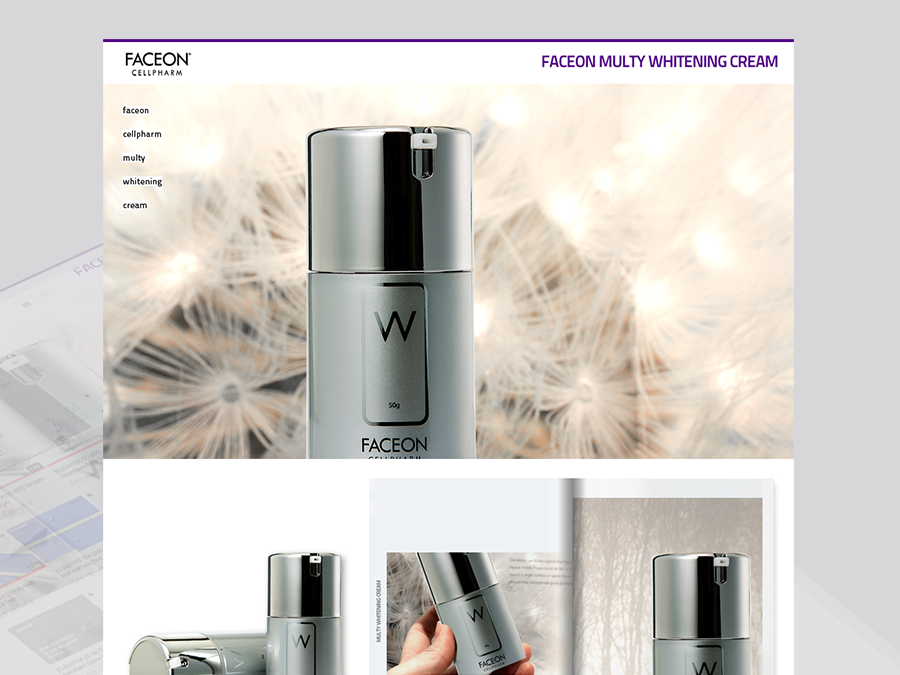 FACEON
CELLPHARM
FACEON MULTY WHITENING CREAM
faceon
cellpharm
multy
whitening
cream
W
50g
FACEON
CELLPHARM
FACE
W
MULTY WHITENING CREAM
W
FACEON
CELLPHARM
W